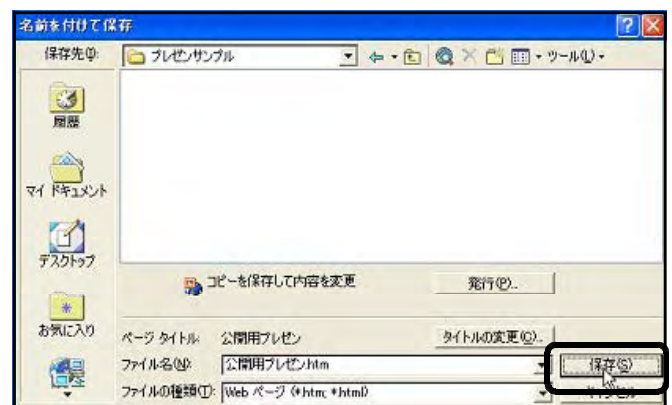 名前を付けて保存
保存先(I): プレゼンサンプル ツール(L)
履歴
マイ ドキュメント
デスクトップ
お気に入り
コピーを保存して内容を変更 発行(P)...
ページ タイトル: 公開用プレゼン タイトルの変更(C)...
ファイル名(N): 公開用プレゼン.htm 保存(S)
ファイルの種類(T): Web ページ (*.htm; *.html) キャンセル